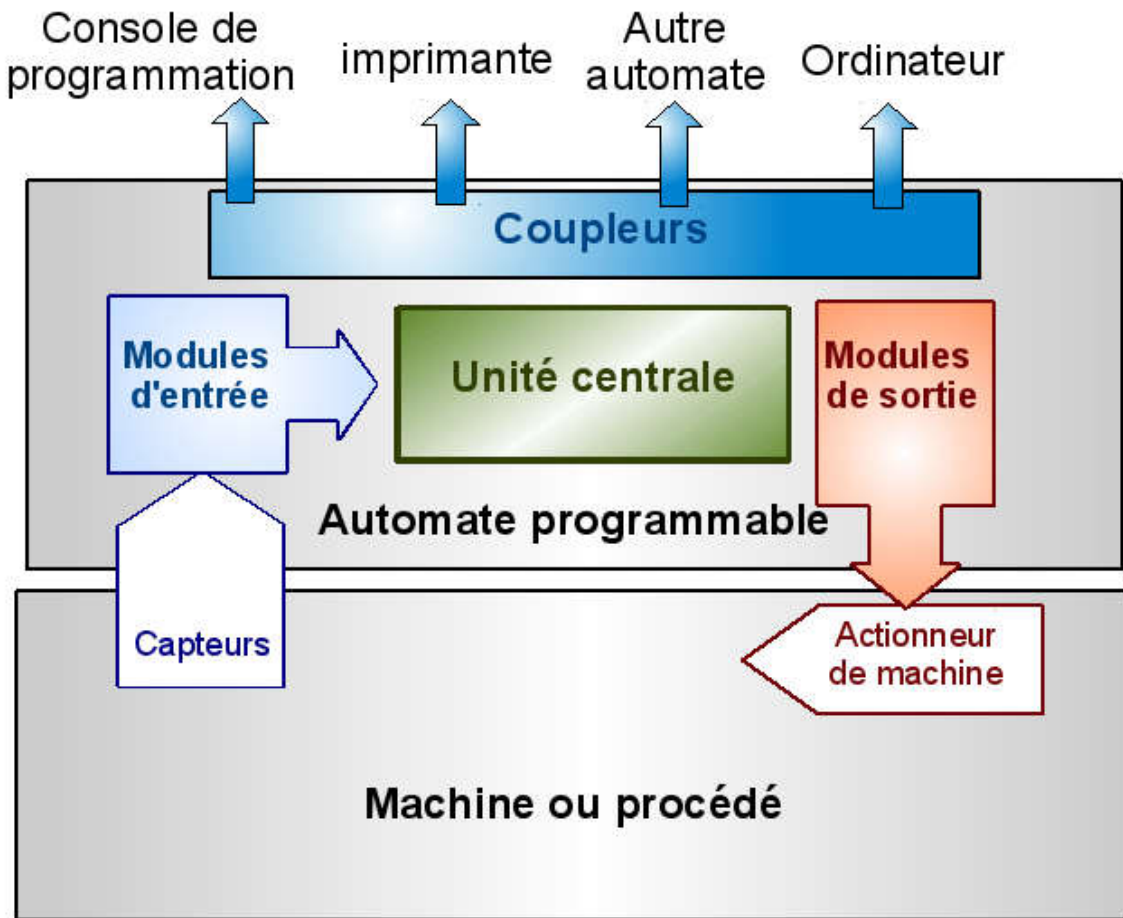 Console de
programmation
imprimante
Autre
automate
Ordinateur
Coupleurs
Modules
d'entrée
Unité centrale
Modules
de sortie
Automate programmable
Capteurs
Actionneur
de machine
Machine ou procédé